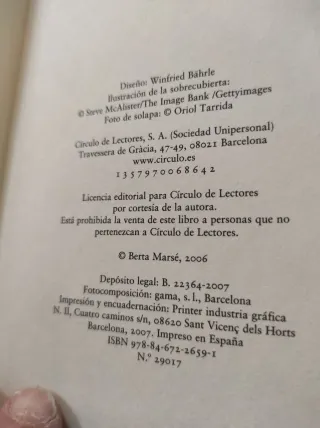 Diseño: Winfried Bährle
Ilustración de la sobrecubierta:
© Steve McAlister/The Image Bank /Gettyimages
Foto de solapa: © Oriol Tarrida
Círculo de Lectores, S. A. (Sociedad Unipersonal)
Travessera de Gràcia, 47-49, 08021 Barcelona
www.circulo.es
1 3 5 7 9 7 0 0 6 8 6 4 2
Licencia editorial para Círculo de Lectores
por cortesía de la autora.
Está prohibida la venta de este libro a personas que no
pertenezcan a Círculo de Lectores.
© Berta Marsé, 2006
Depósito legal: B. 22364-2007
Fotocomposición: gama, s. l., Barcelona
Impresión y encuadernación: Printer industria gráfica
N. II, Cuatro caminos s/n, 08620 Sant Vicenç dels Horts
Barcelona, 2007. Impreso en España
ISBN 978-84-672-2659-1
N.º 29017